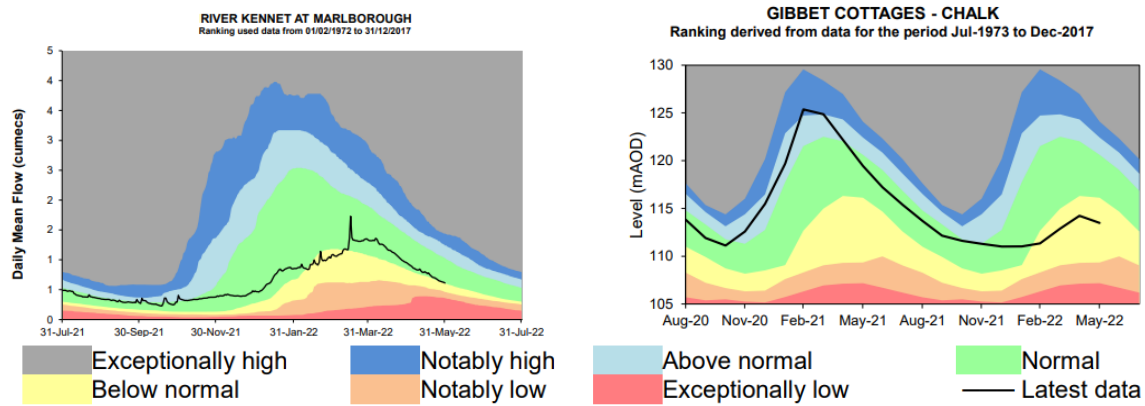 RIVER KENNET AT MARLBOROUGH
Ranking used data from 01/02/1972 to 31/12/2017
Daily Mean Flow (cumecs)
5
4
4
3
3
2
2
1
1
0
31-Jul-21 30-Sep-21 30-Nov-21 31-Jan-22 31-Mar-22 31-May-22 31-Jul-22
GIBBET COTTAGES - CHALK
Ranking derived from data for the period Jul-1973 to Dec-2017
Level (mAOD)
130
125
120
115
110
105
Aug-20 Nov-20 Feb-21 May-21 Aug-21 Nov-21 Feb-22 May-22
Exceptionally high Notably high Above normal Normal
Below normal Notably low Exceptionally low Latest data